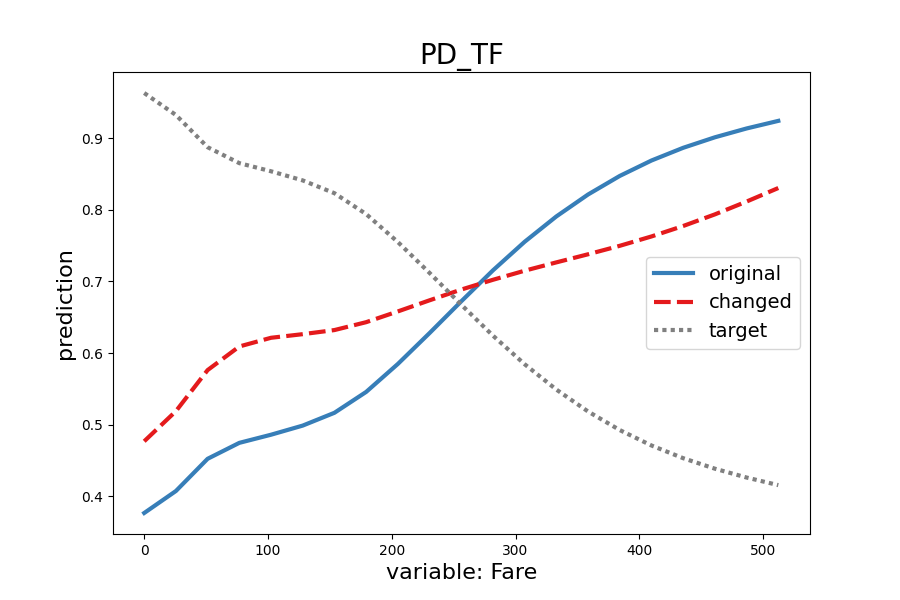 PD_TF
prediction
0.9
0.8
0.7
0.6
0.5
0.4
original
changed
target
0 100 200 300 400 500
variable: Fare